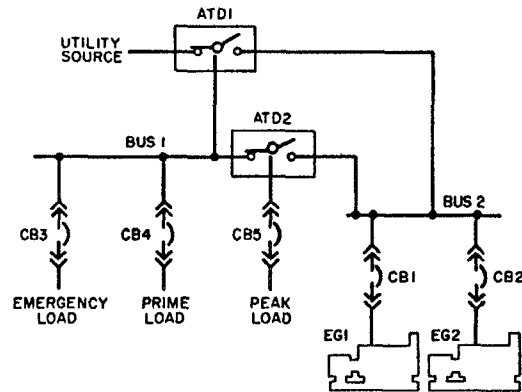 ATD1
UTILITY
SOURCE
ATD2
BUS 1
BUS 2
CB3
CB4
CB5
CB1
CB2
EMERGENCY
LOAD
PRIME
LOAD
PEAK
LOAD
EG1
EG2